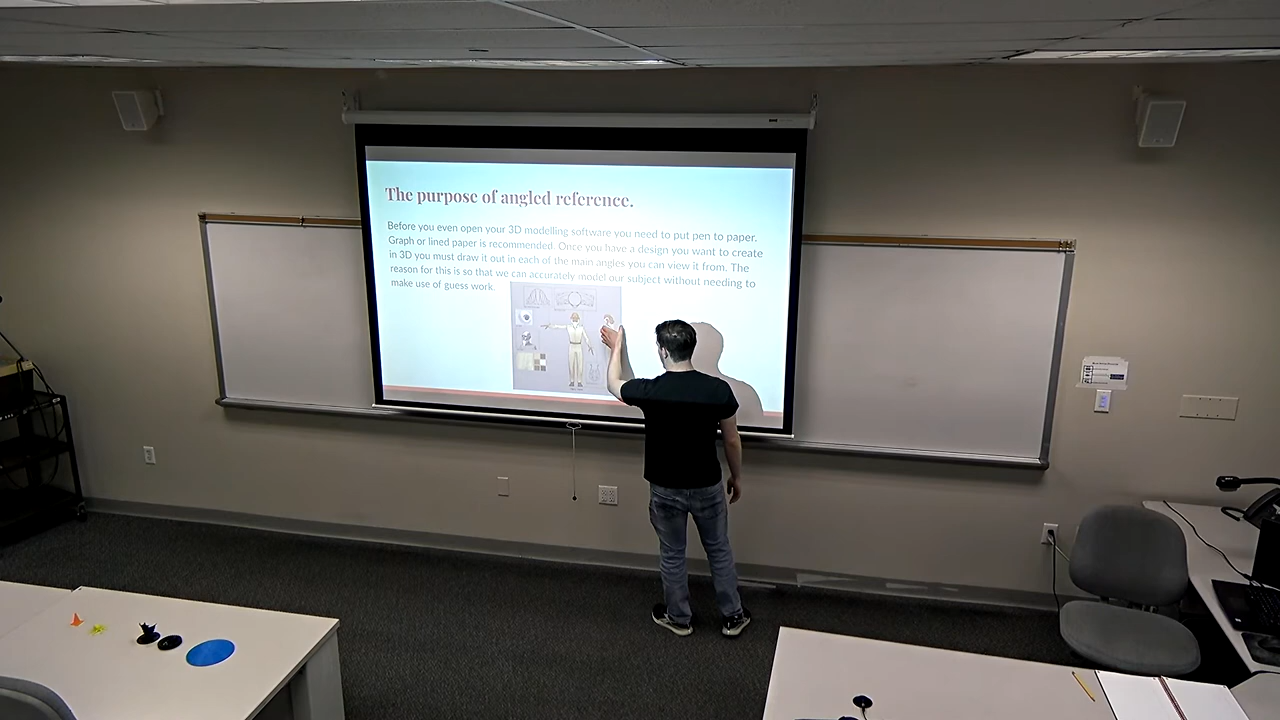 The purpose of angled reference.
Before you even open your 3D modelling software you need to put pen to paper.
Graph or lined paper is recommended. Once you have a design you want to create
in 3D you must draw it out in each of the main angles you can view it from. The
reason for this is so that we can accurately model our subject without needing to
make use of guess work.